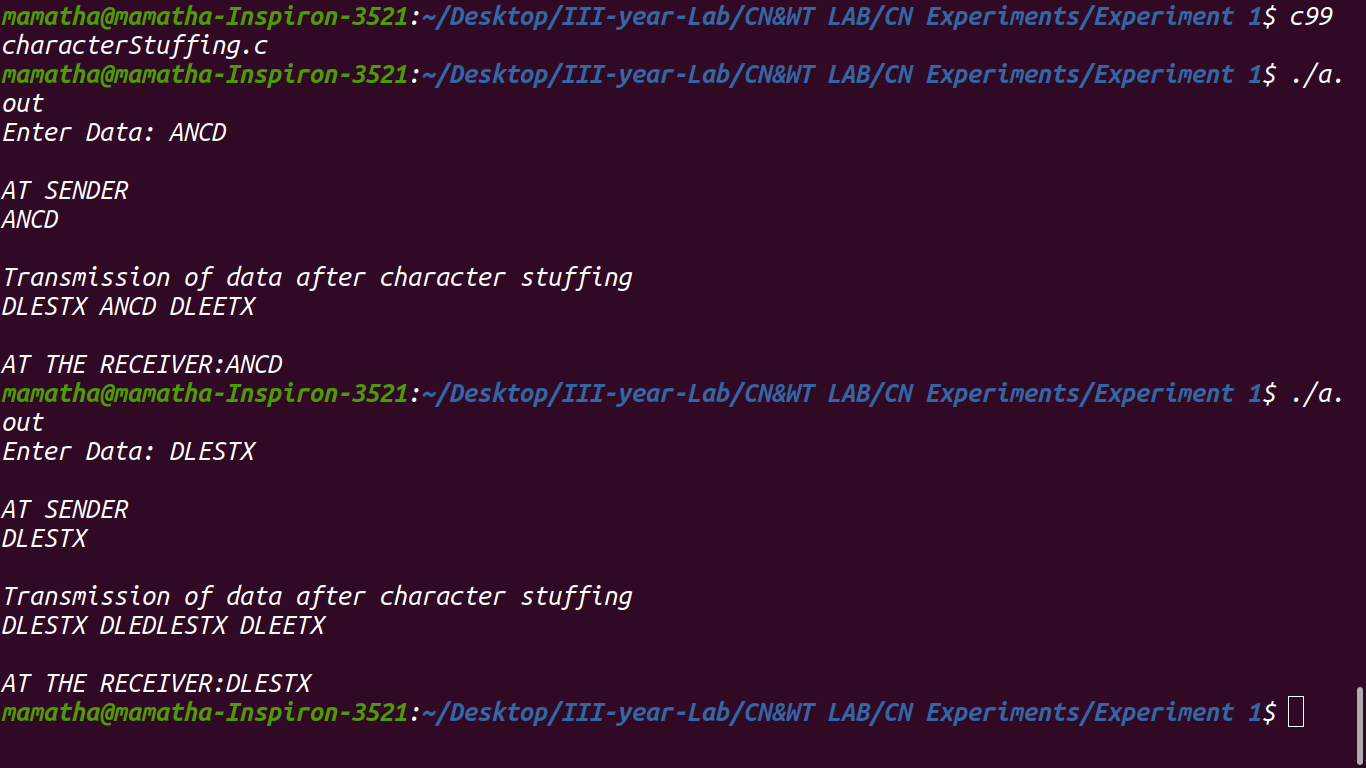 mamatha@mamatha-Inspiron-3521:~/Desktop/III-year-Lab/CN&WT LAB/CN Experiments/Experiment 1$ c99
characterStuffing.c
mamatha@mamatha-Inspiron-3521:~/Desktop/III-year-Lab/CN&WT LAB/CN Experiments/Experiment 1$ ./a.
out
Enter Data: ANCD

AT SENDER
ANCD

Transmission of data after character stuffing
DLESTX ANCD DLEETX

AT THE RECEIVER:ANCD
mamatha@mamatha-Inspiron-3521:~/Desktop/III-year-Lab/CN&WT LAB/CN Experiments/Experiment 1$ ./a.
out
Enter Data: DLESTX

AT SENDER
DLESTX

Transmission of data after character stuffing
DLESTX DLEDLESTX DLEETX

AT THE RECEIVER:DLESTX
mamatha@mamatha-Inspiron-3521:~/Desktop/III-year-Lab/CN&WT LAB/CN Experiments/Experiment 1$